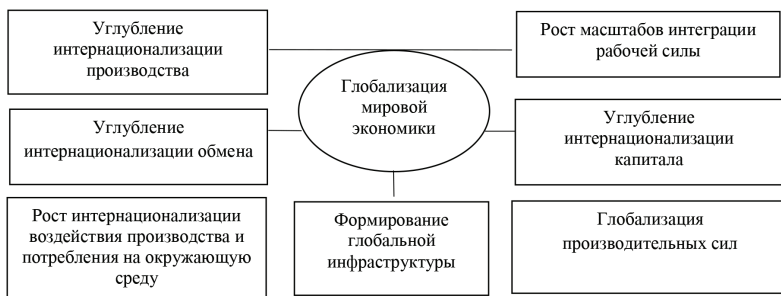 Углубление
интернационализации
производства
Рост масштабов интеграции
рабочей силы
Глобализация
мировой
экономики
Углубление
интернационализации обмена
Углубление
интернационализации
капитала
Рост интернационализации
воздействия производства и
потребления на окружающую
среду
Формирование
глобальной
инфраструктуры
Глобализация
производительных сил